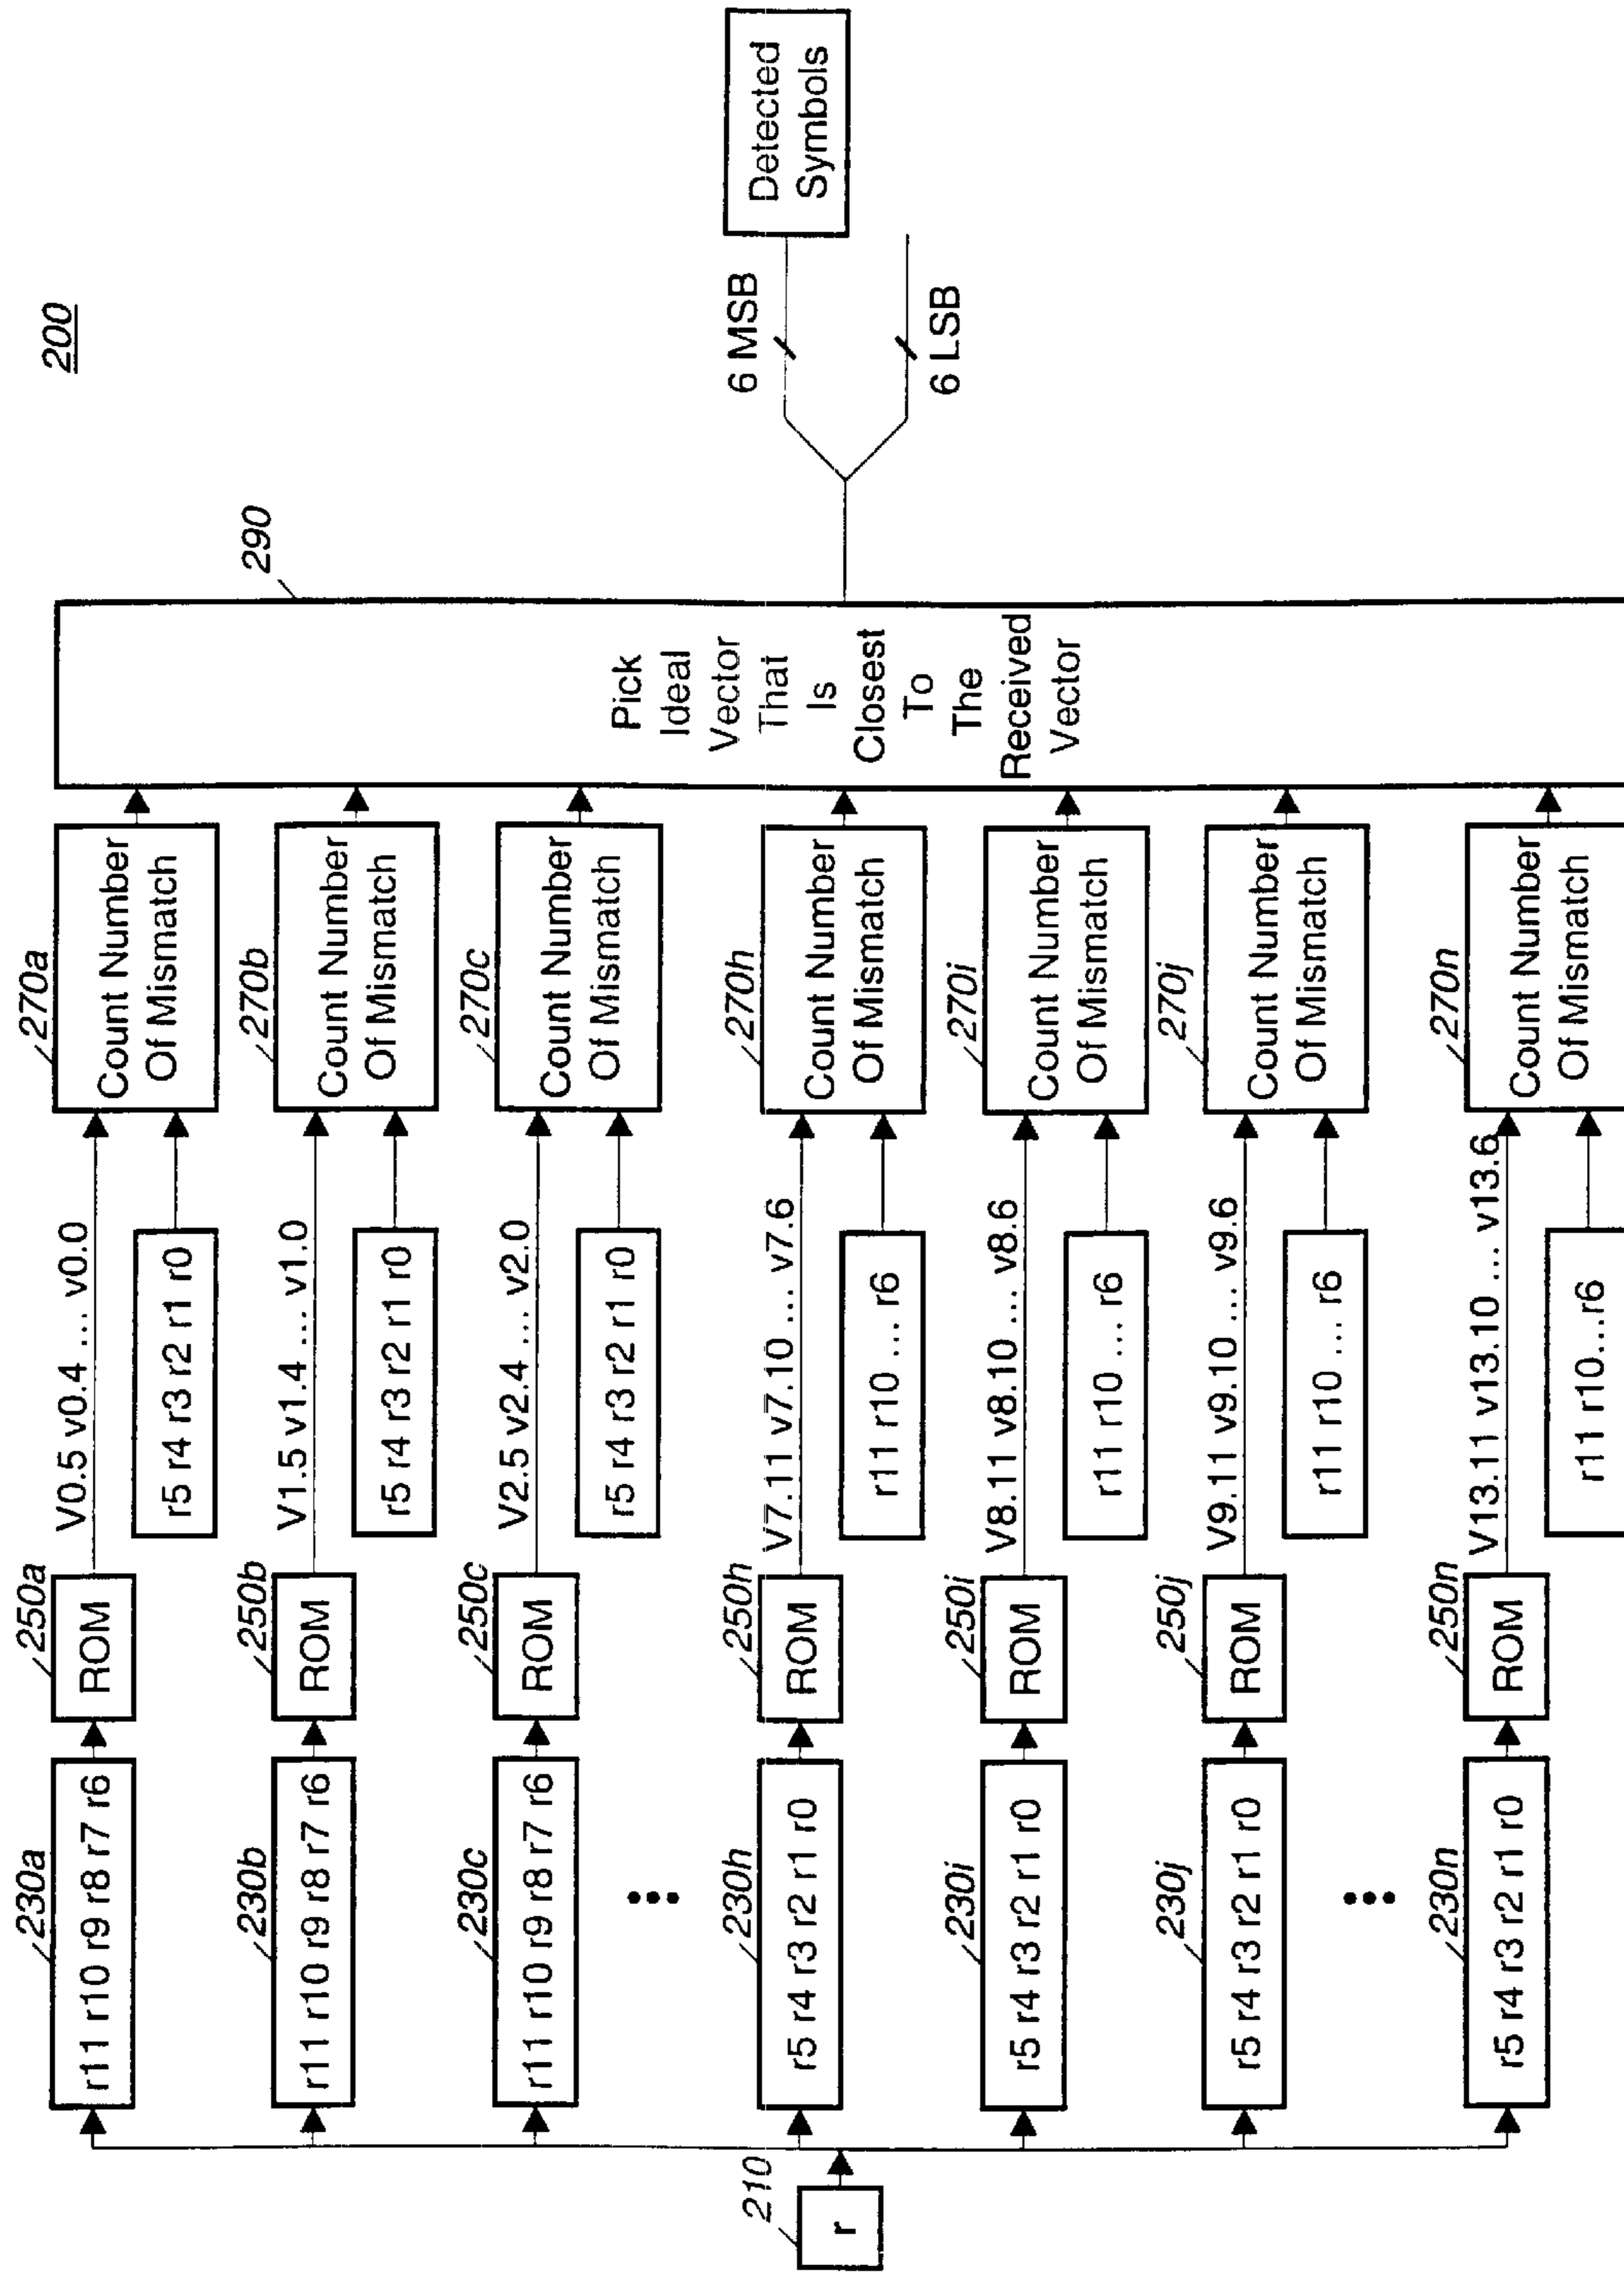 200
210
r
230a
r11 r10 r9 r8 r7 r6
250a
ROM
V0.5 v0.4 .... v0.0
r5 r4 r3 r2 r1 r0
270a
Count Number
Of Mismatch
230b
r11 r10 r9 r8 r7 r6
250b
ROM
V1.5 v1.4 ... v1.0
r5 r4 r3 r2 r1 r0
270b
Count Number
Of Mismatch
230c
r11 r10 r9 r8 r7 r6
250c
ROM
V2.5 v2.4 ... v2.0
r5 r4 r3 r2 r1 r0
270c
Count Number
Of Mismatch
230h
r5 r4 r3 r2 r1 r0
250h
ROM
V7.11 v7.10 ... v7.6
r11 r10 ... r6
270h
Count Number
Of Mismatch
230i
r5 r4 r3 r2 r1 r0
250i
ROM
V8.11 v8.10 ... v8.6
r11 r10 ... r6
270i
Count Number
Of Mismatch
230j
r5 r4 r3 r2 r1 r0
250j
ROM
V9.11 v9.10 ... v9.6
r11 r10 ... r6
270j
Count Number
Of Mismatch
230n
r5 r4 r3 r2 r1 r0
250n
ROM
V13.11 v13.10 ... v13.6
r11 r10...r6
270n
Count Number
Of Mismatch
290
Pick
Ideal
Vector
That
Is
Closest
To
The
Received
Vector
6 MSB
6 LSB
Detected
Symbols